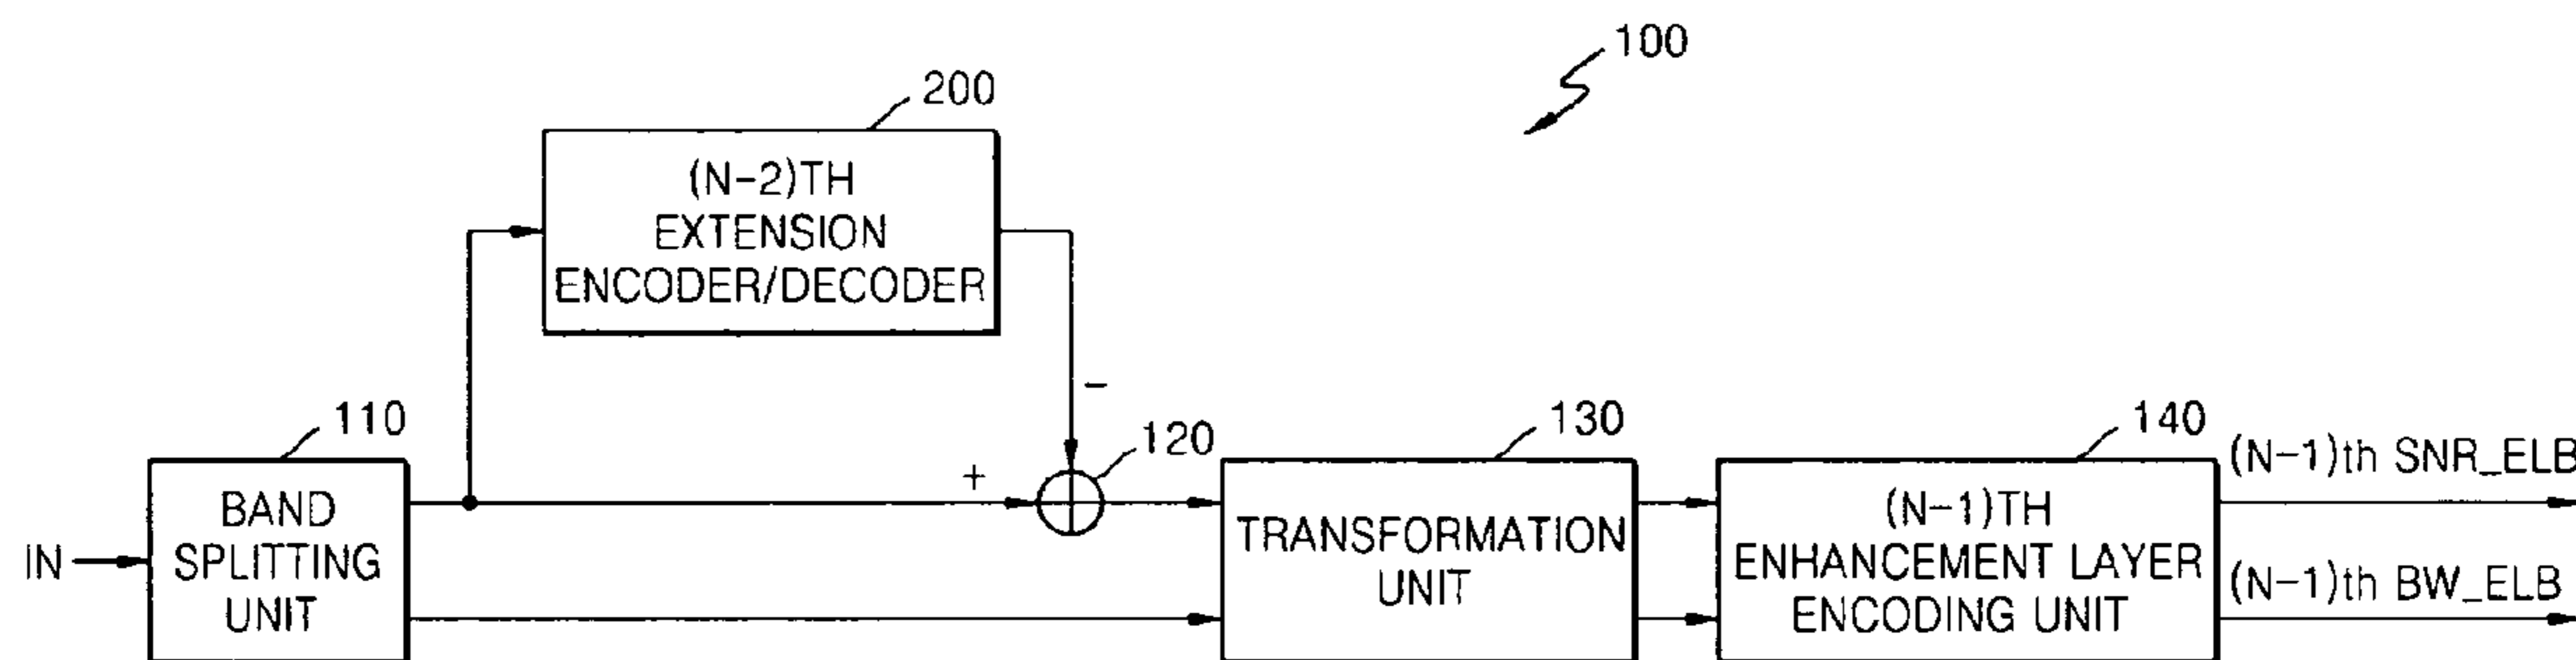 100
200
(N-2)TH
EXTENSION
ENCODER/DECODER
-
110
+
120
130
140
(N-1)th SNR_ELB
BAND
SPLITTING
UNIT
IN
TRANSFORMATION
UNIT
(N-1)TH
ENHANCEMENT LAYER
ENCODING UNIT
(N-1)th BW_ELB